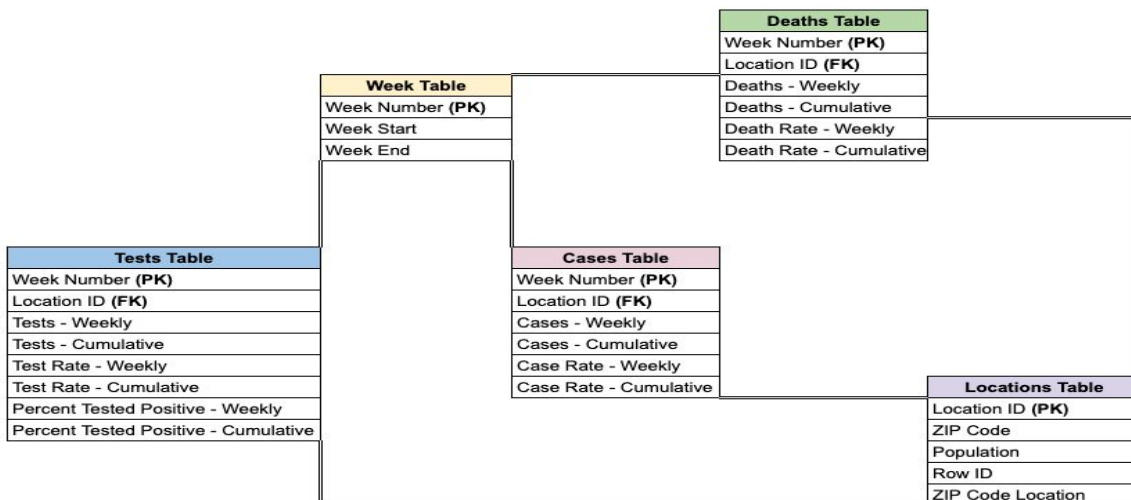 Deaths Table
Week Number (PK)
Location ID (FK)
Deaths - Weekly
Deaths - Cumulative
Death Rate - Weekly
Death Rate - Cumulative
Week Table
Week Number (PK)
Week Start
Week End
Tests Table
Week Number (PK)
Location ID (FK)
Tests - Weekly
Tests - Cumulative
Test Rate - Weekly
Test Rate - Cumulative
Percent Tested Positive - Weekly
Percent Tested Positive - Cumulative
Cases Table
Week Number (PK)
Location ID (FK)
Cases - Weekly
Cases - Cumulative
Case Rate - Weekly
Case Rate - Cumulative
Locations Table
Location ID (PK)
ZIP Code
Population
Row ID
ZIP Code Location